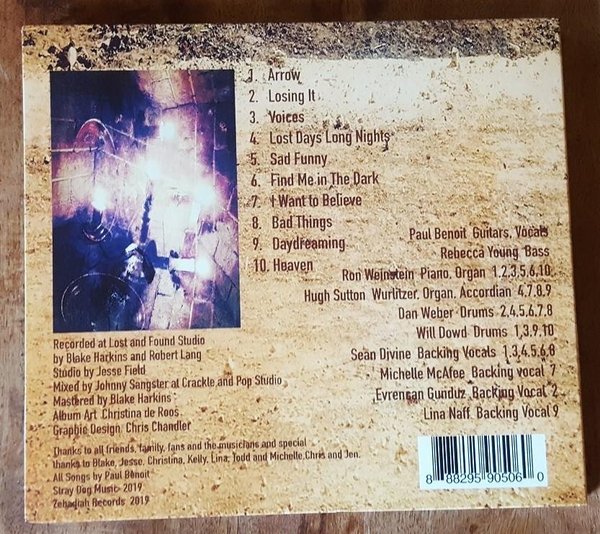 1. Arrow
2. Losing It
3. Voices
4. Lost Days Long Nights
5. Sad Funny
6. Find Me in The Dark
7. I Want to Believe
8. Bad Things
9. Daydreaming
10. Heaven
Paul Benoit Guitars, Vocals
Rebecca Young Bass
Ron Weinstein Piano, Organ 1,2,3,5,6,10
Hugh Sutton Wurlitzer, Organ, Accordian 4,7,8,9
Dan Weber Drums 2,4,5,6,7,8
Will Dowd Drums 1,3,9,10
Sean Divine Backing Vocals 1,3,4,5,6,8
Michelle McAfee Backing vocal 7
Evrencan Gunduz Backing Vocal 2
Lina Naff Backing Vocal 9
Recorded at Lost and Found Studio
by Blake Harkins and Robert Lang
Studio by Jesse Field
Mixed by Johnny Sangster at Crackle and Pop Studio
Mastered by Blake Harkins
Album Art Christina de Roos
Graphic Design Chris Chandler
Thanks to all friends, family, fans and the musicians and special
thanks to Blake, Jesse, Christina, Kelly, Lina, Todd and Michelle,Chris and Jen.
All Songs by Paul Benoit
Stray Dog Music 2019
Zehadiah Records 2019
8 88295 90506 0